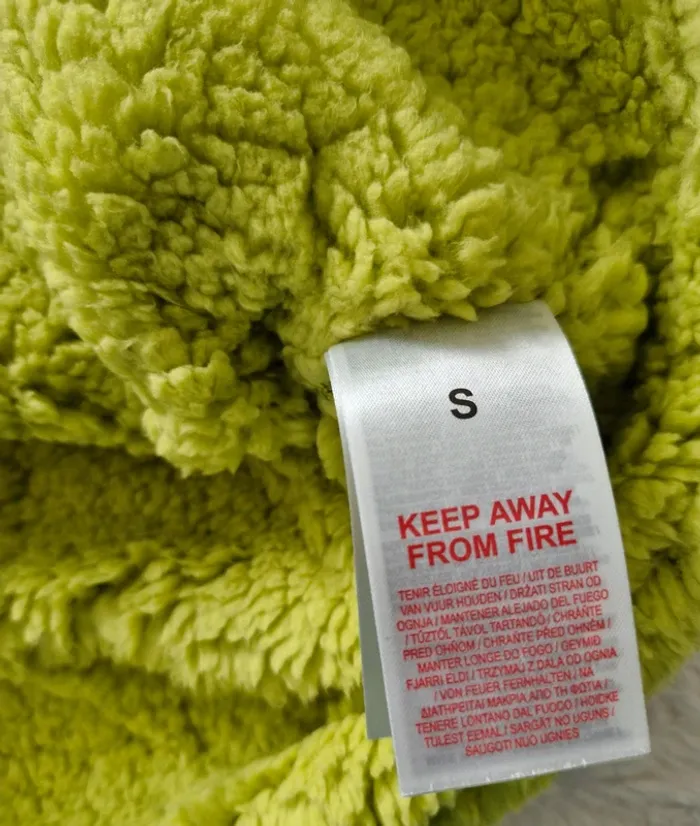 S
KEEP AWAY
FROM FIRE
TENIR ÉLOIGNÉ DU FEU / UIT DE BUURT
VAN VUUR HOUDEN / DRŽATI STRAN OD
OGNJA / MANTENER ALEJADO DEL FUEGO
/ TŰZTŐL TÁVOL TARTANDÓ / CHRÁŇTE
PRED OHŇOM / CHRAŇTE PŘED OHNĚM /
MANTER LONGE DO FOGO / GEYMIÐ
FJARRI ELDI / TRZYMAJ Z DALA OD OGNIA
/ VON FEUER FERNHALTEN / ΝΑ
ΔΙΑΤΗΡΕΙΤΑΙ ΜΑΚΡΙΑ ΑΠΟ ΤΗ ΦΩΤΙΑ /
TENERE LONTANO DAL FUOCO / HOIDKE
TULEST EEMAL / SARGĀT NO UGUNS /
SAUGOTI NUO UGNIES